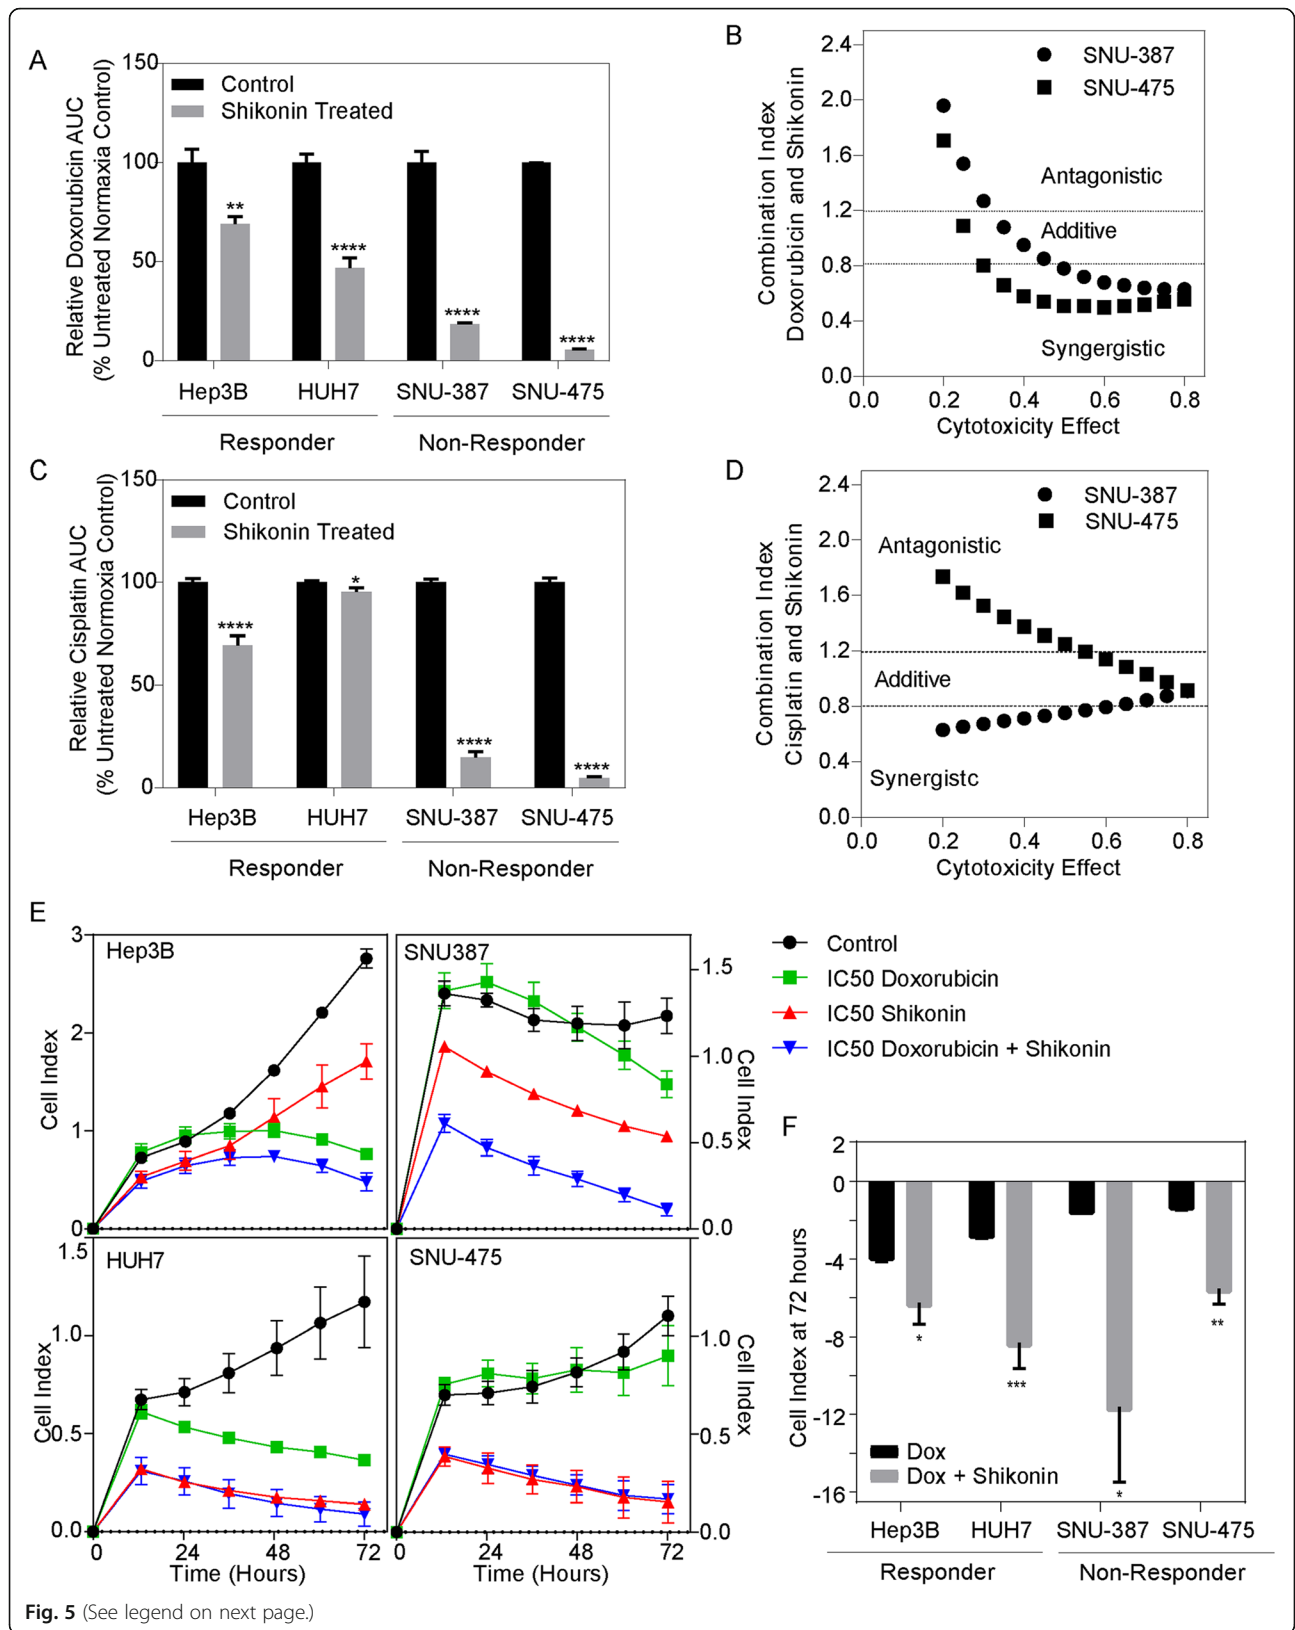 A
Relative Doxorubicin AUC
(% Untreated Normaxia Control)
150
100
50
0
Control
Shikonin Treated
**
****
****
****
Hep3B HUH7 SNU-387 SNU-475
Responder Non-Responder
B
Combination Index
Doxorubicin and Shikonin
2.4
2.0
1.6
1.2
0.8
0.4
0.0
SNU-387
SNU-475
Antagonistic
Additive
Syngergistic
0.0 0.2 0.4 0.6 0.8
Cytotoxicity Effect
C
Relative Cisplatin AUC
(% Untreated Normoxia Control)
150
100
50
0
Control
Shikonin Treated
****
*
****
****
Hep3B HUH7 SNU-387 SNU-475
Responder Non-Responder
D
Combination Index
Cisplatin and Shikonin
2.4
2.0
1.6
1.2
0.8
0.4
0.0
SNU-387
SNU-475
Antagonistic
Additive
Synergistc
0.0 0.2 0.4 0.6 0.8
Cytotoxicity Effect
E
Hep3B
Cell Index
3
2
1
0
SNU387
1.5
1.0
0.5
0.0
Cell Index
Control
IC50 Doxorubicin
IC50 Shikonin
IC50 Doxorubicin + Shikonin
HUH7
Cell Index
1.5
1.0
0.5
0.0
0 24 48 72
Time (Hours)
SNU-475
1.0
0.5
0.0
Cell Index
0 24 48 72
Time (Hours)
F
Cell Index at 72 hours
2
0
-4
-8
-12
-16
*
***
*
**
Dox
Dox + Shikonin
Hep3B HUH7 SNU-387 SNU-475
Responder Non-Responder
Fig. 5 (See legend on next page.)